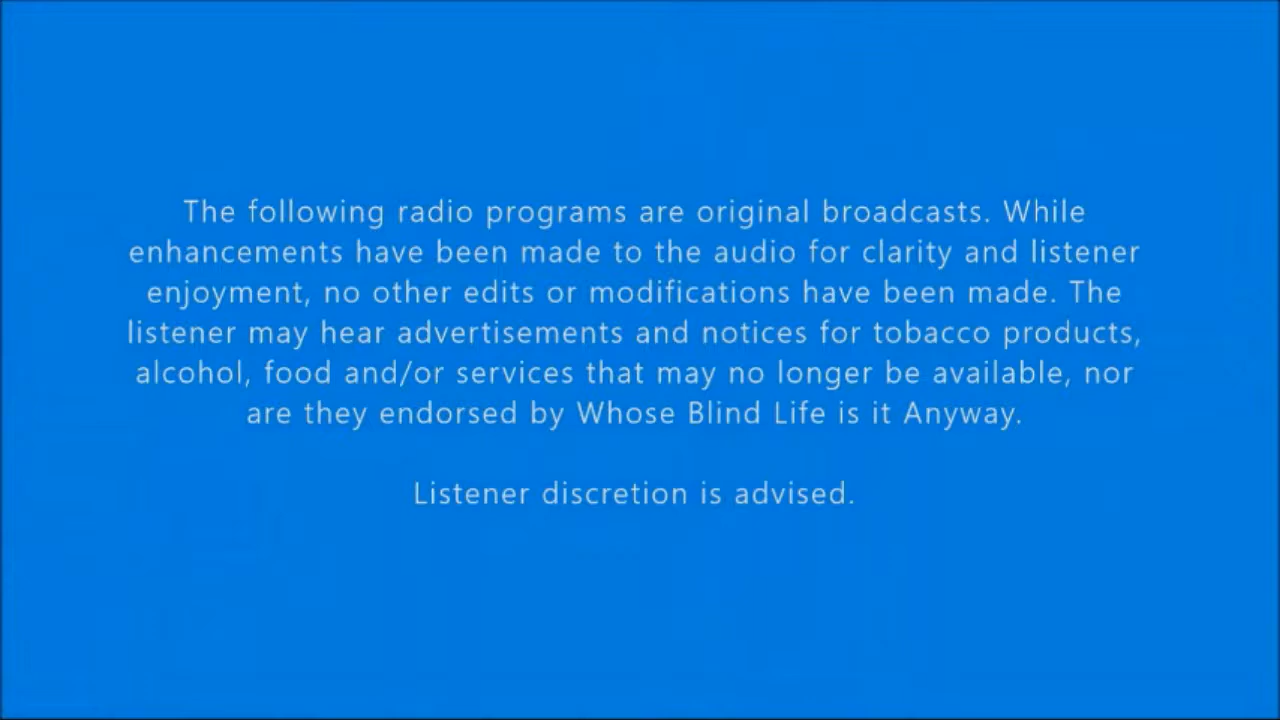 The following radio programs are original broadcasts. While
enhancements have been made to the audio for clarity and listener
enjoyment, no other edits or modifications have been made. The
listener may hear advertisements and notices for tobacco products,
alcohol, food and/or services that may no longer be available, nor
are they endorsed by Whose Blind Life is it Anyway.
Listener discretion is advised.